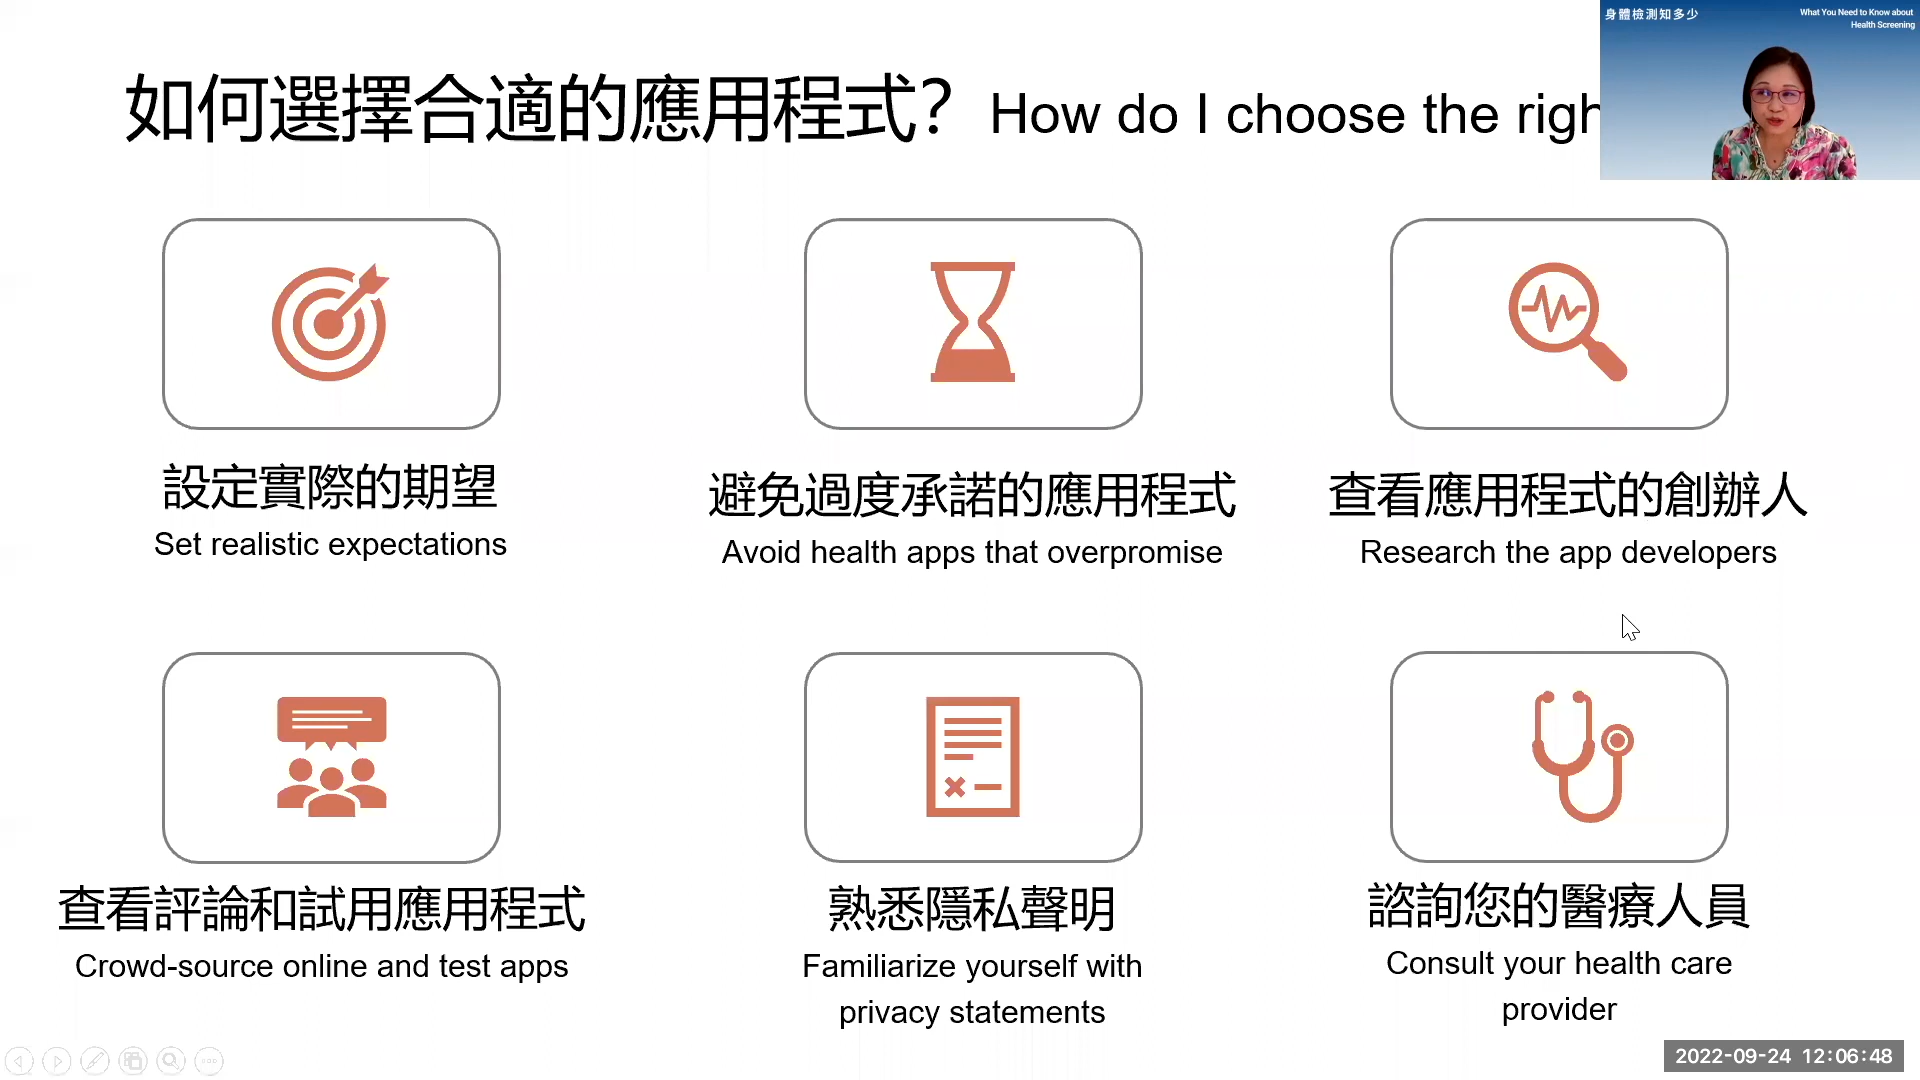 如何選擇合適的應用程式? How do I choose the righ
身體檢測知多少
What You Need to Know about
Health Screening
設定實際的期望
Set realistic expectations
避免過度承諾的應用程式
Avoid health apps that overpromise
查看應用程式的創辦人
Research the app developers
查看評論和試用應用程式
Crowd-source online and test apps
熟悉隱私聲明
Familiarize yourself with
privacy statements
諮詢您的醫療人員
Consult your health care
provider
2022-09-24 12:06:48